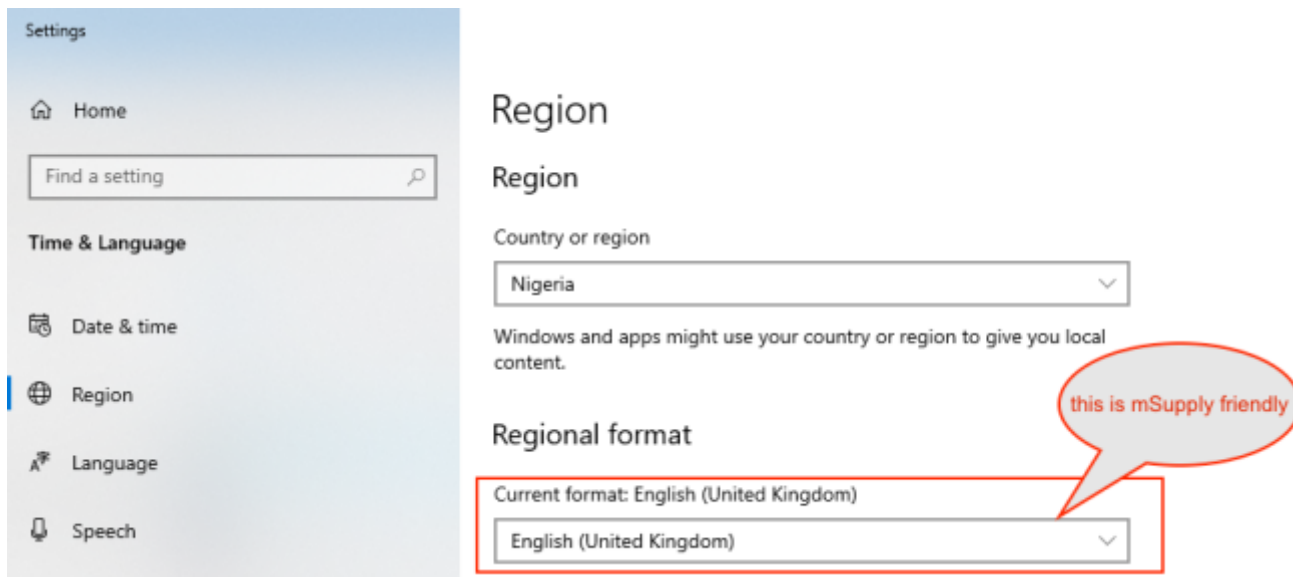 Settings
Home
Find a setting
Time & Language
Date & time
Region
Language
Speech
Region
Region
Country or region
Nigeria
Windows and apps might use your country or region to give you local
content.
this is mSupply friendly
Regional format
Current format: English (United Kingdom)
English (United Kingdom)